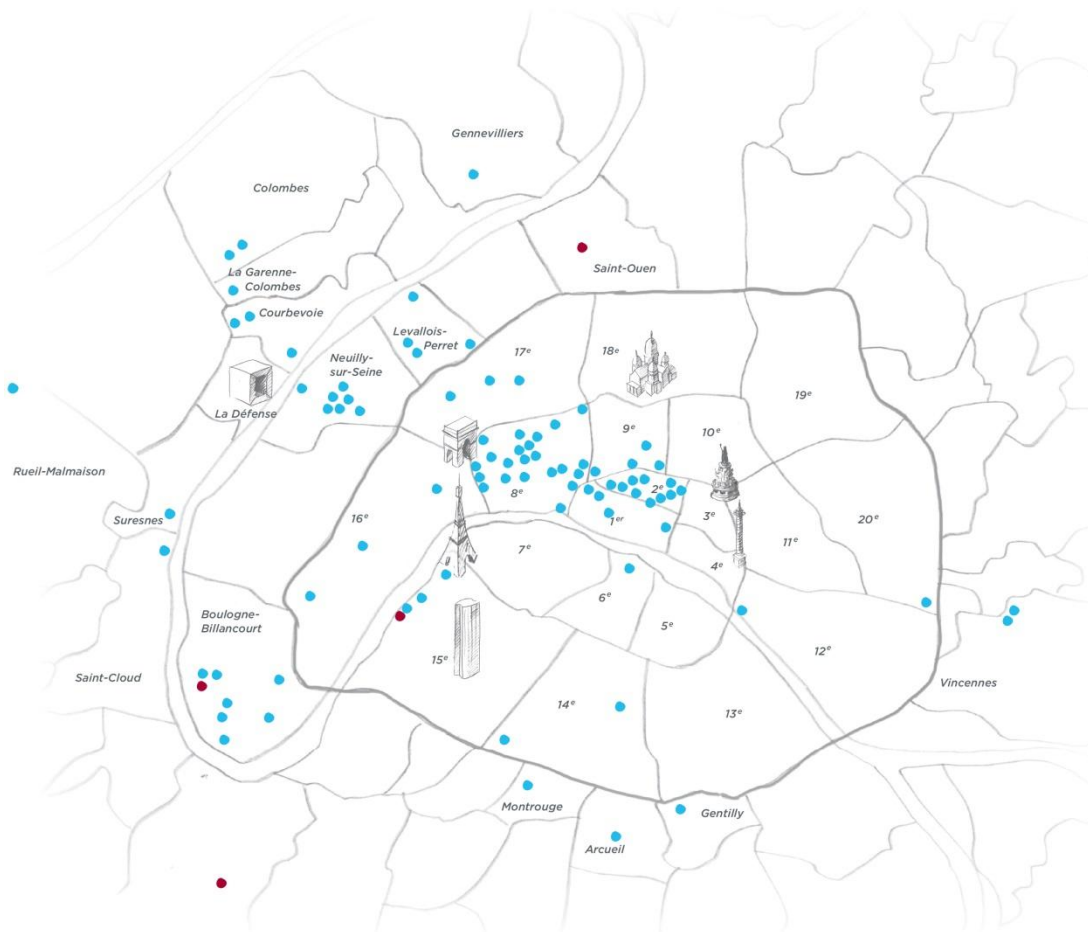 Gennevilliers
Colombes
Saint-Ouen
La Garenne-
Colombes
Courbevoie
Levallois-
Perret
17ᵉ
18ᵉ
Neuilly-
sur-Seine
19ᵉ
La Défense
9ᵉ
10ᵉ
Rueil-Malmaison
8ᵉ
2ᵉ
Suresnes
16ᵉ
1ᵉʳ
3ᵉ
20ᵉ
7ᵉ
11ᵉ
4ᵉ
6ᵉ
Boulogne-
Billancourt
5ᵉ
15ᵉ
12ᵉ
Saint-Cloud
Vincennes
14ᵉ
13ᵉ
Montrouge
Gentilly
Arcueil